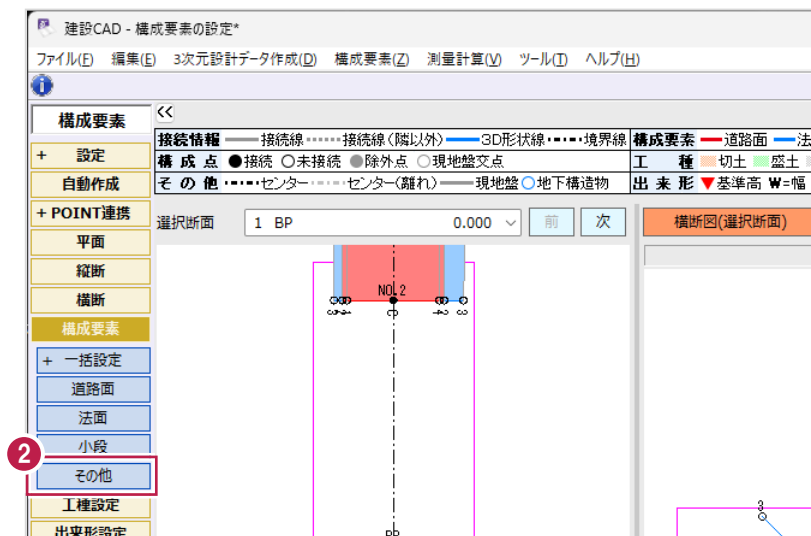 建設CAD - 構成要素の設定*
ファイル(F) 編集(E) 3次元設計データ作成(D) 構成要素(Z) 測量計算(V) ツール(T) ヘルプ(H)
構成要素
+ 設定
自動作成
+ POINT連携
平面
縦断
横断
構成要素
+ 一括設定
道路面
法面
小段
2
その他
工種設定
出来形設定
接続情報 接続線 接続線(隣以外) 3D形状線 境界線
構成点 ●接続 ○未接続 ●除外点 ○現地盤交点
その他 センター センター(離れ) 現地盤 ○地下構造物
構成要素 道路面 法
工種 切土 盛土
出来形 ▼基準高 W=幅
選択断面 1 BP 0.000 前 次
横断図(選択断面)
NO.2
BP
3